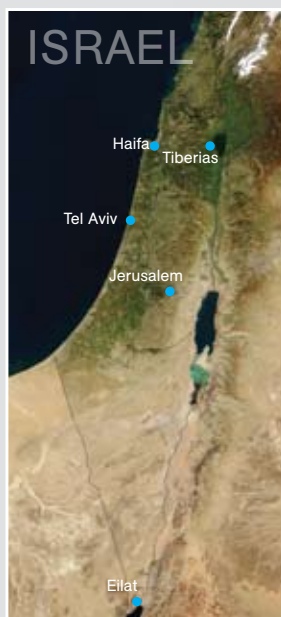 ISRAEL
Haifa
Tiberias
Tel Aviv
Jerusalem
Eilat